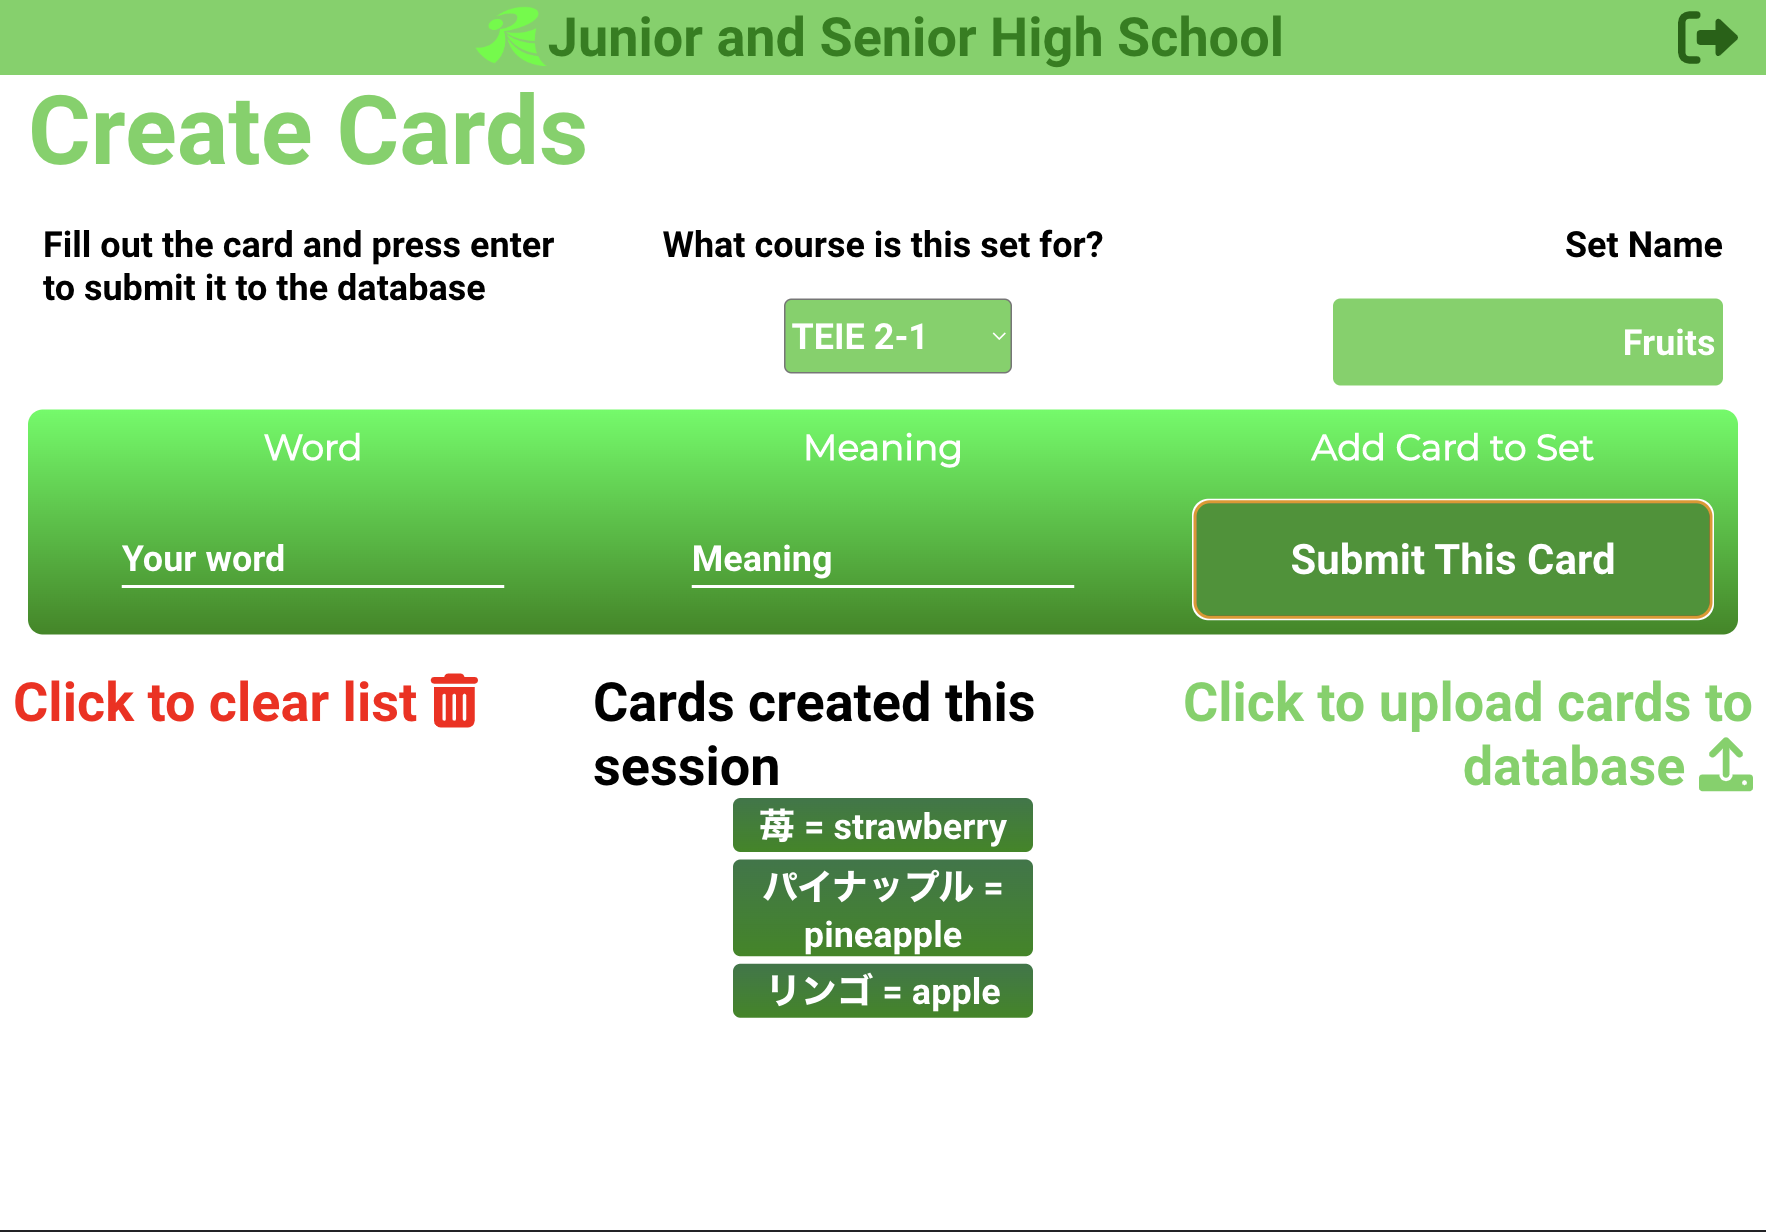 Junior and Senior High School
Create Cards
Fill out the card and press enter
to submit it to the database
What course is this set for?
TEIE 2-1
Set Name
Fruits
Word
Meaning
Add Card to Set
Your word
Meaning
Submit This Card
Click to clear list
Cards created this
session
Click to upload cards to
database
苺 = strawberry
パイナップル =
pineapple
リンゴ = apple